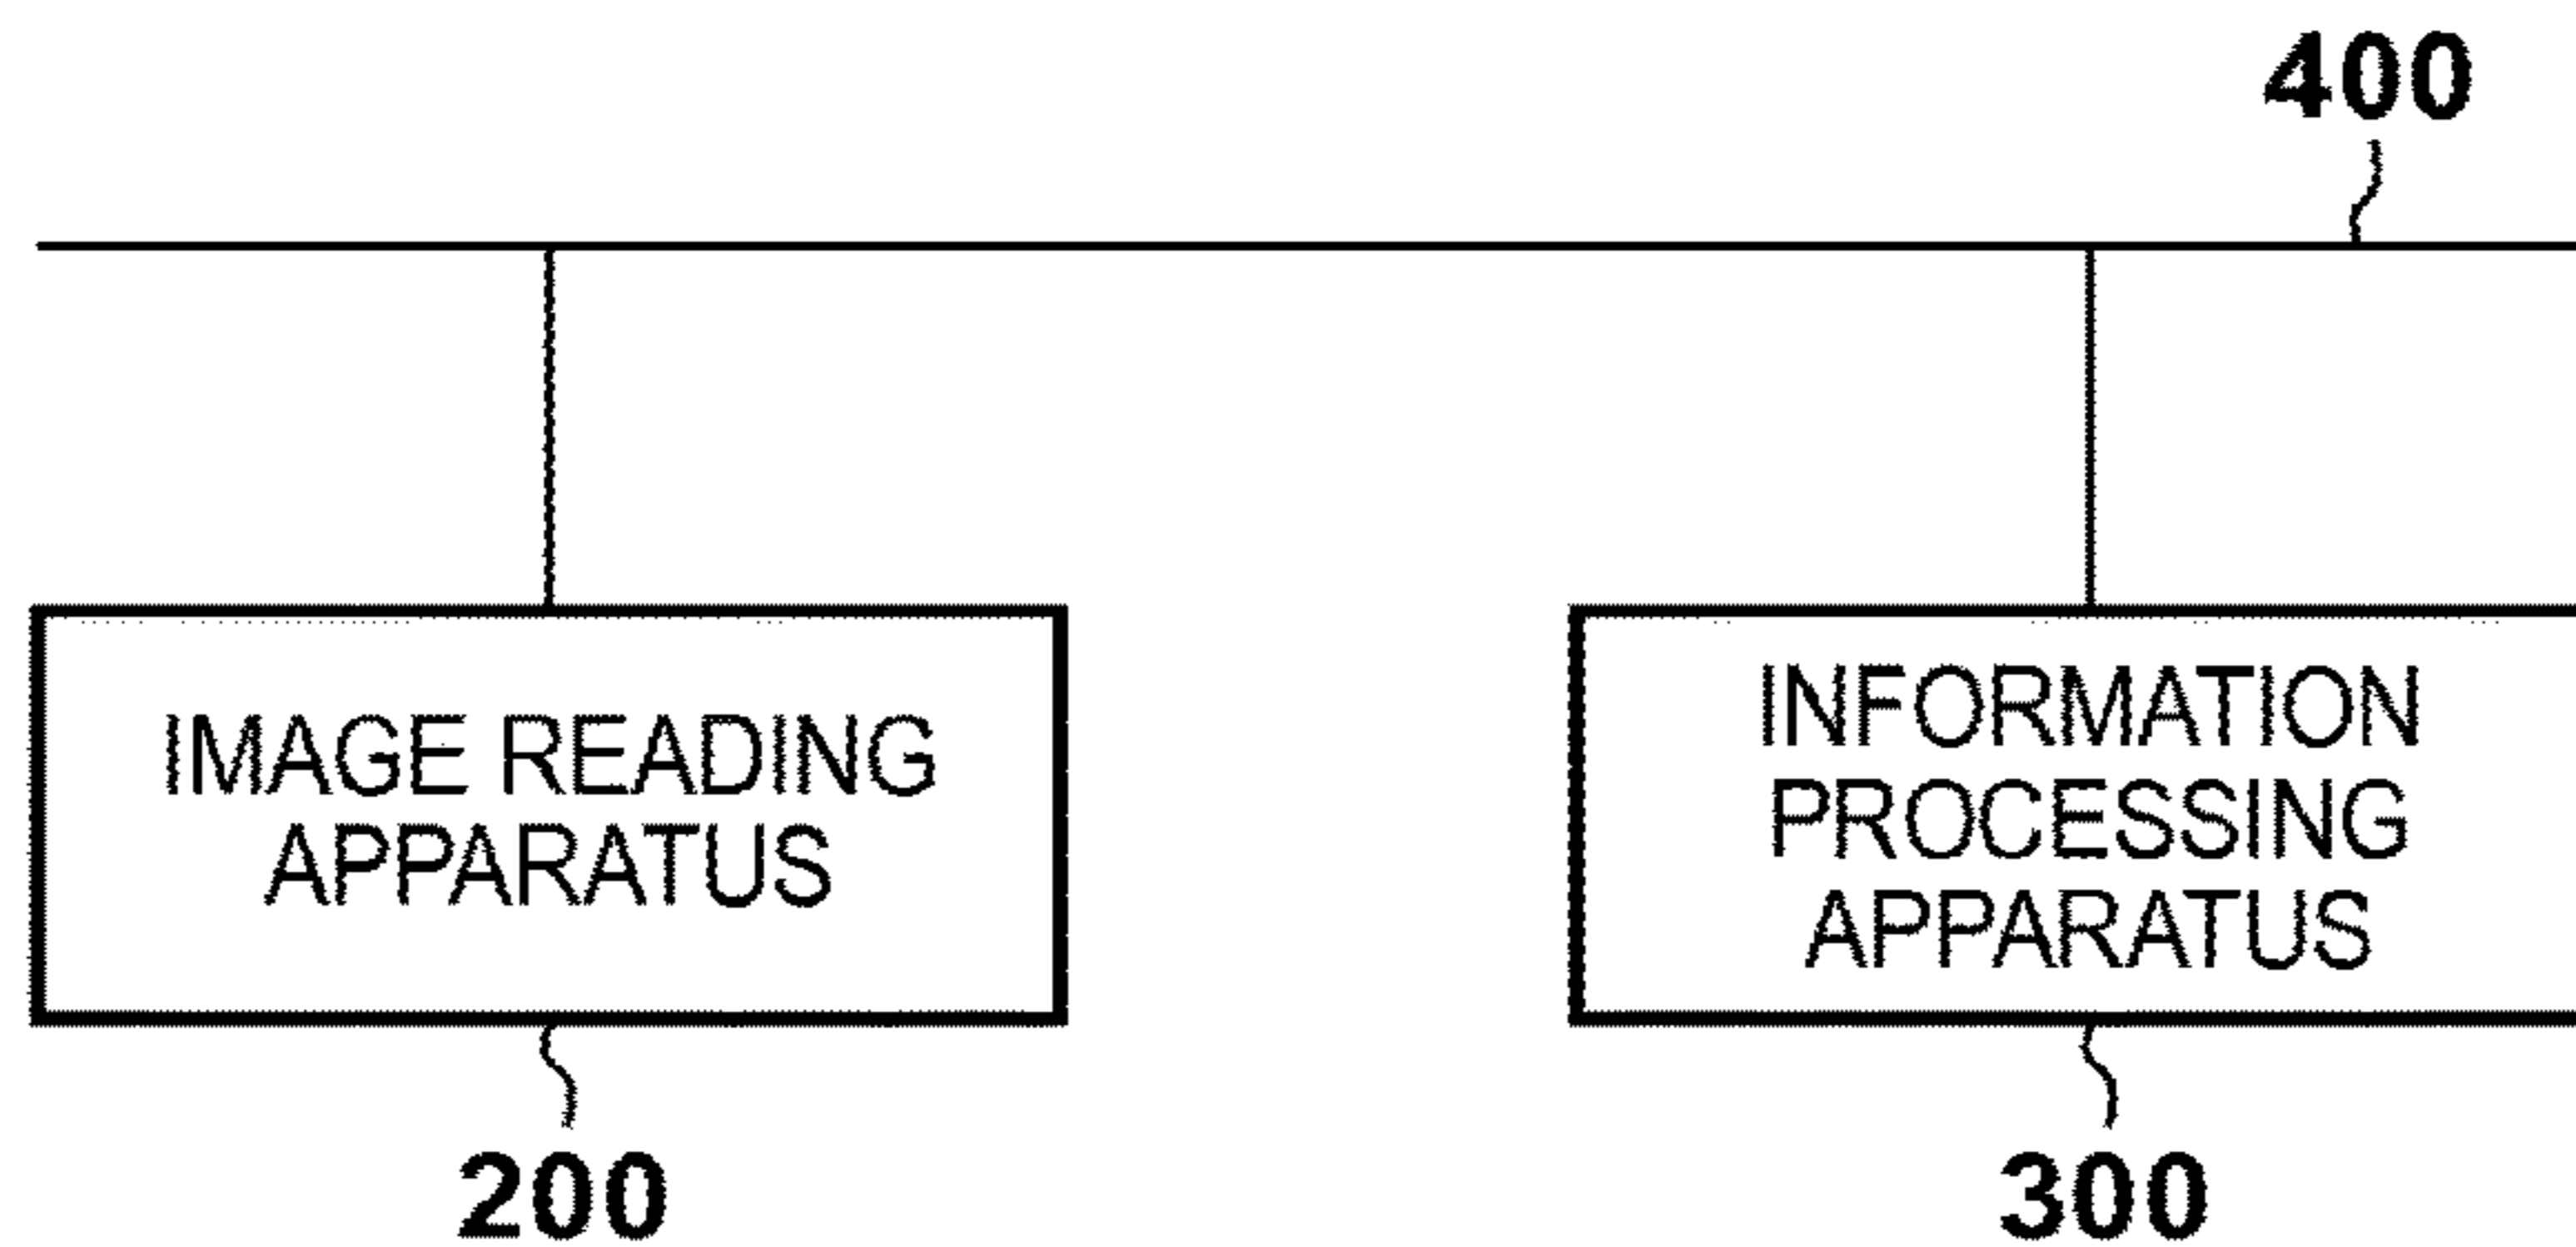 400
IMAGE READING
APPARATUS
INFORMATION
PROCESSING
APPARATUS
200
300